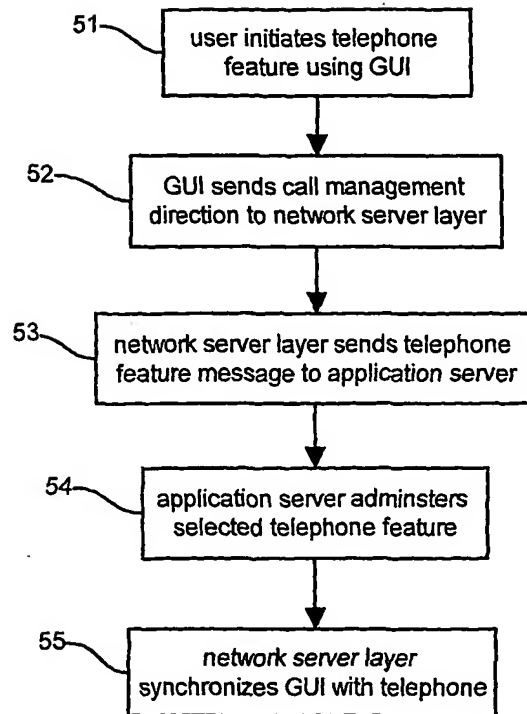 51
user initiates telephone
feature using GUI
52
GUI sends call management
direction to network server layer
53
network server layer sends telephone
feature message to application server
54
application server adminsters
selected telephone feature
55
network server layer
synchronizes GUI with telephone